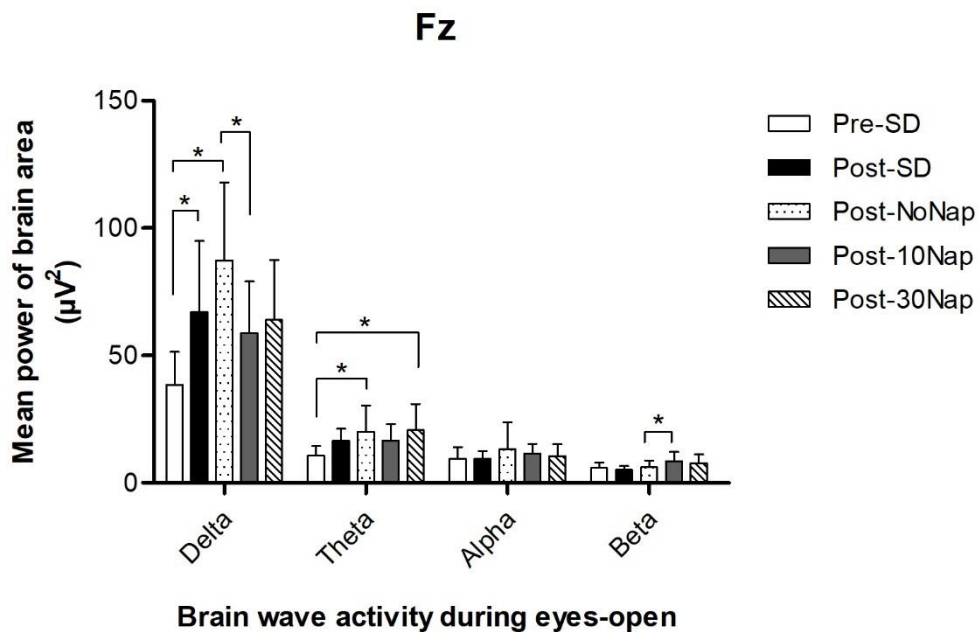 Fz
Mean power of brain area
(µV²)
150
100
50
0
*
*
*
*
*
*
Delta
Theta
Alpha
Beta
Brain wave activity during eyes-open
Pre-SD
Post-SD
Post-NoNap
Post-10Nap
Post-30Nap